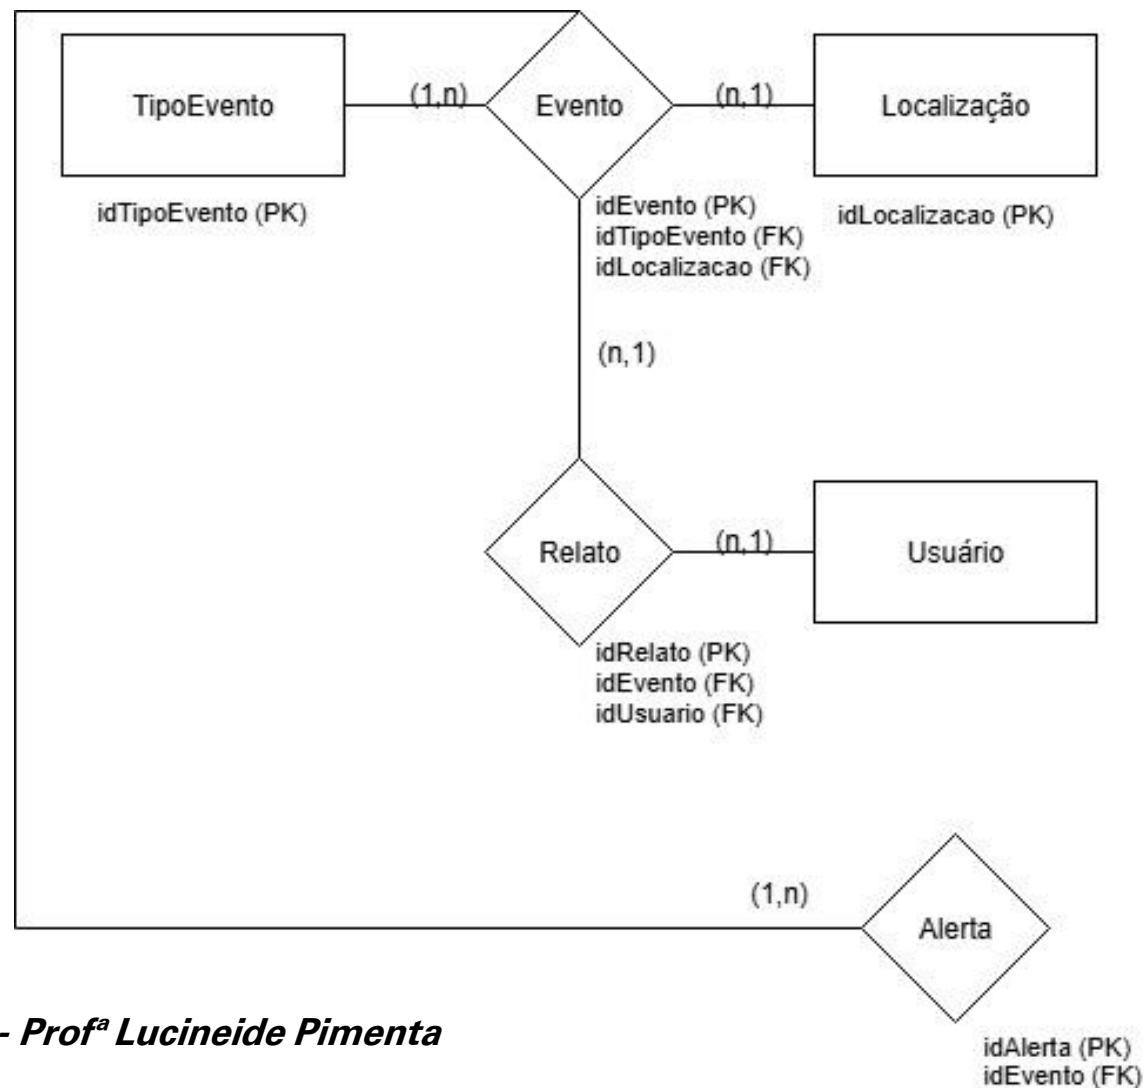 TipoEvento
(1,n)
Evento
(n,1)
Localização
idTipoEvento (PK)
idEvento (PK)
idTipoEvento (FK)
idLocalizacao (FK)
idLocalizacao (PK)
(n,1)
Relato
(n,1)
Usuário
idRelato (PK)
idEvento (FK)
idUsuario (FK)
(1,n)
Alerta
- Profª Lucineide Pimenta
idAlerta (PK)
idEvento (FK)